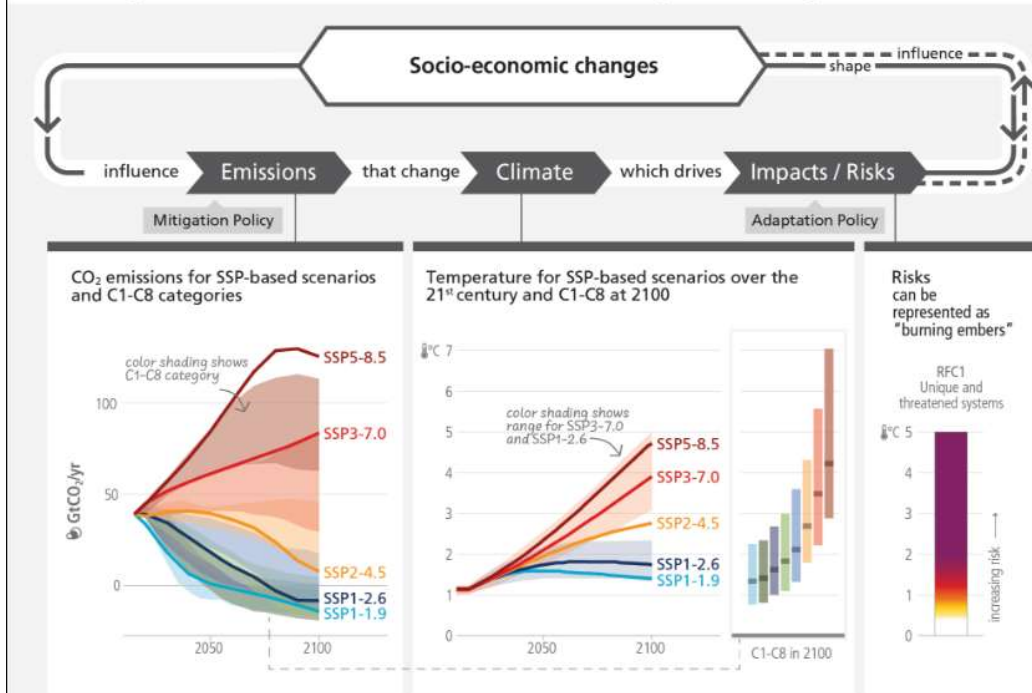 Socio-economic changes
influence
shape
influence
Emissions
that change
Climate
which drives
Impacts / Risks
Mitigation Policy
Adaptation Policy
CO₂ emissions for SSP-based scenarios
and C1-C8 categories
color shading shows
C1-C8 category
SSP5-8.5
100
SSP3-7.0
GtCO₂/yr
50
SSP2-4.5
0
SSP1-2.6
SSP1-1.9
2050
2100
Temperature for SSP-based scenarios over the
21st century and C1-C8 at 2100
°C
7
6
color shading shows
range for SSP3-7.0
and SSP1-2.6
5
SSP5-8.5
4
SSP3-7.0
3
SSP2-4.5
2
SSP1-2.6
SSP1-1.9
1
0
2050
2100
C1-C8 in 2100
Risks
can be
represented as
“burning embers”
RFC1
Unique and
threatened systems
°C
5
4
3
2
1
0
increasing risk